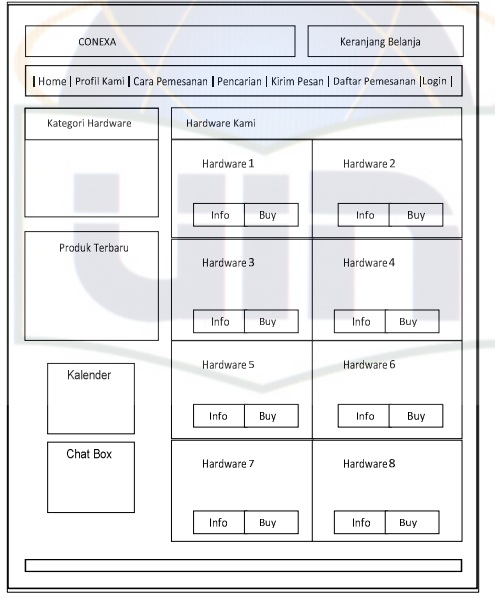 CONEXA
Keranjang Belanja
| Home | Profil Kami | Cara Pemesanan | Pencarian | Kirim Pesan | Daftar Pemesanan |Login |
Kategori Hardware
Hardware Kami
Hardware 1
Hardware 2
Info Buy
Info Buy
Produk Terbaru
Hardware 3
Hardware 4
Info Buy
Info Buy
Kalender
Hardware 5
Hardware 6
Info Buy
Info Buy
Chat Box
Hardware 7
Hardware 8
Info Buy
Info Buy